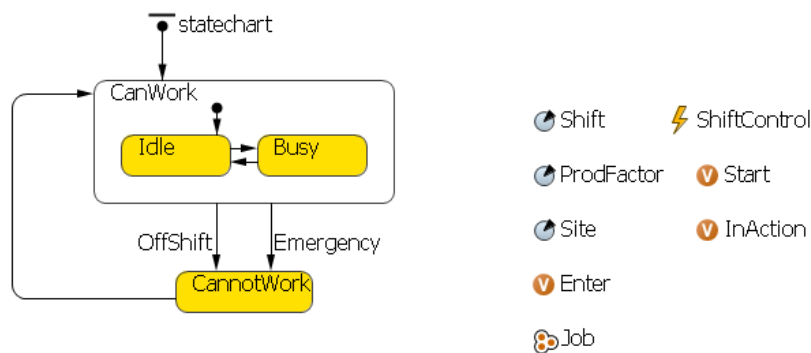 statechart
CanWork
Idle
Busy
OffShift
Emergency
CannotWork
Shift
ShiftControl
ProdFactor
V Start
Site
V InAction
V Enter
Job